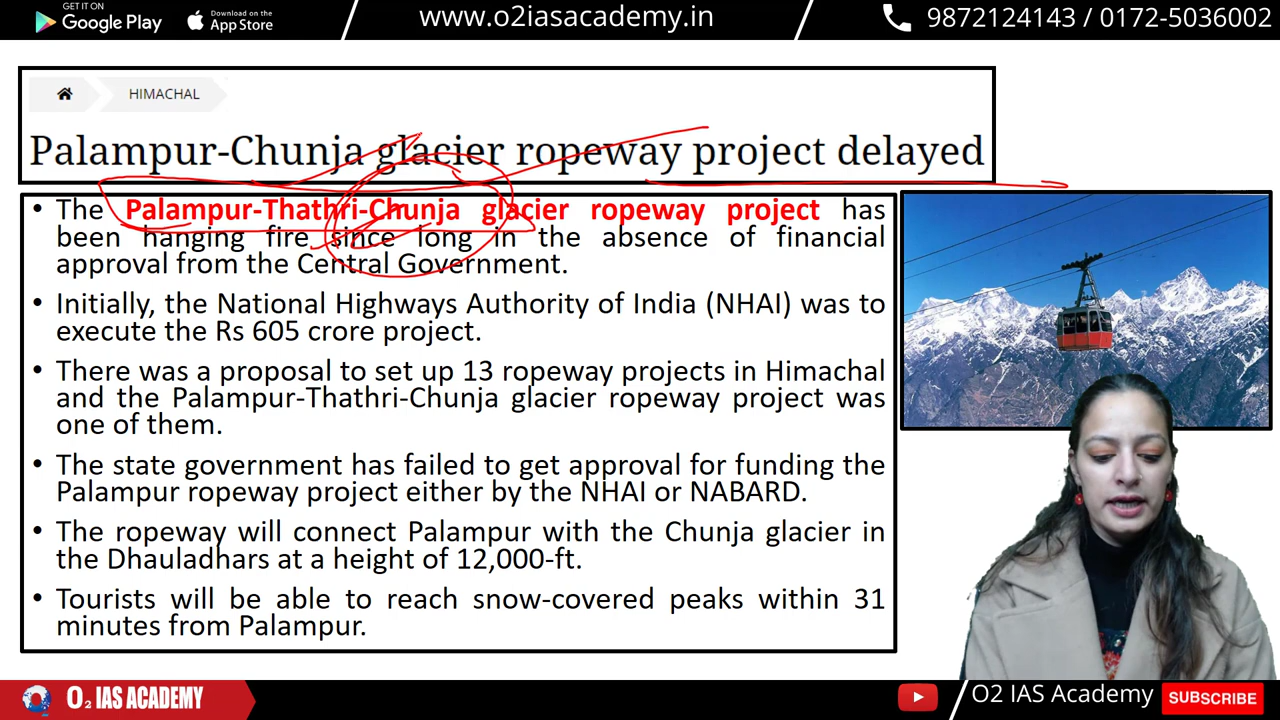 GET IT ON
Google Play
Download on the
App Store
www.o2iasacademy.in
9872124143 / 0172-5036002
HIMACHAL
Palampur-Chunja glacier ropeway project delayed
• The Palampur-Thathri-Chunja glacier ropeway project has
been hanging fire since long in the absence of financial
approval from the Central Government.
• Initially, the National Highways Authority of India (NHAI) was to
execute the Rs 605 crore project.
• There was a proposal to set up 13 ropeway projects in Himachal
and the Palampur-Thathri-Chunja glacier ropeway project was
one of them.
• The state government has failed to get approval for funding the
Palampur ropeway project either by the NHAI or NABARD.
• The ropeway will connect Palampur with the Chunja glacier in
the Dhauladhars at a height of 12,000-ft.
• Tourists will be able to reach snow-covered peaks within 31
minutes from Palampur.
O₂ IAS ACADEMY
O2 IAS Academy
SUBSCRIBE